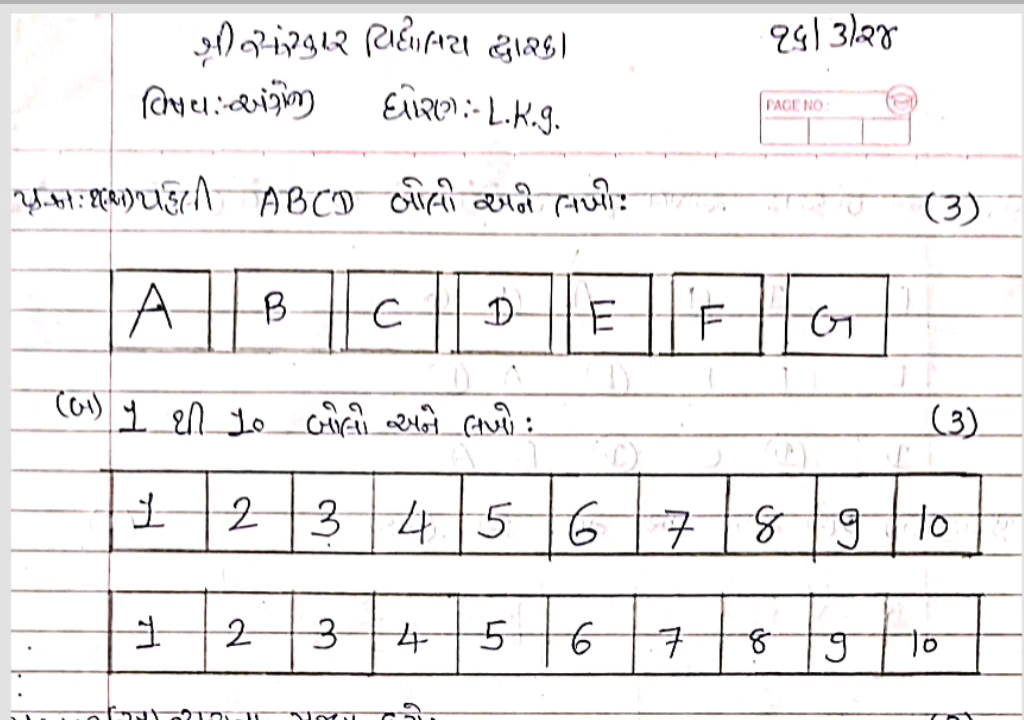 શ્રી સંસ્કાર વિદ્યાલય દ્વારકા ૨૬/૩/૨૪
વિષય:-અંગ્રેજી ધોરણ:- L.K.g.
PAGE NO:
પ્રશ્ન:૧(અ) પહેલી ABCD બોલો અને લખો: (3)
A B C D E F G
(બ) 1 થી 10 બોલો અને લખો: (3)
1 2 3 4 5 6 7 8 9 10
1 2 3 4 5 6 7 8 9 10